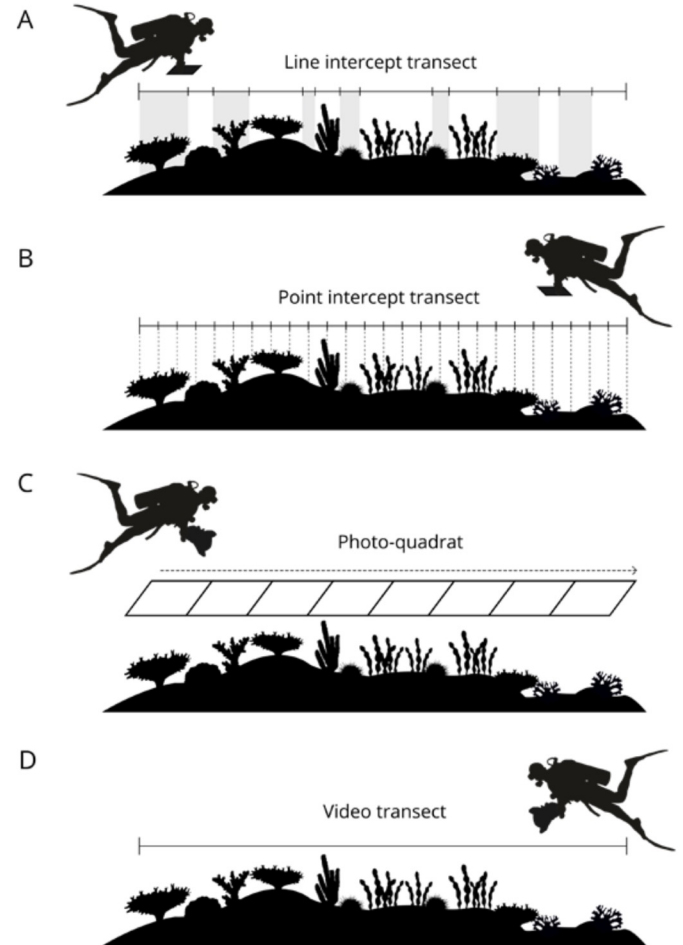 A
Line intercept transect
B
Point intercept transect
C
Photo-quadrat
D
Video transect